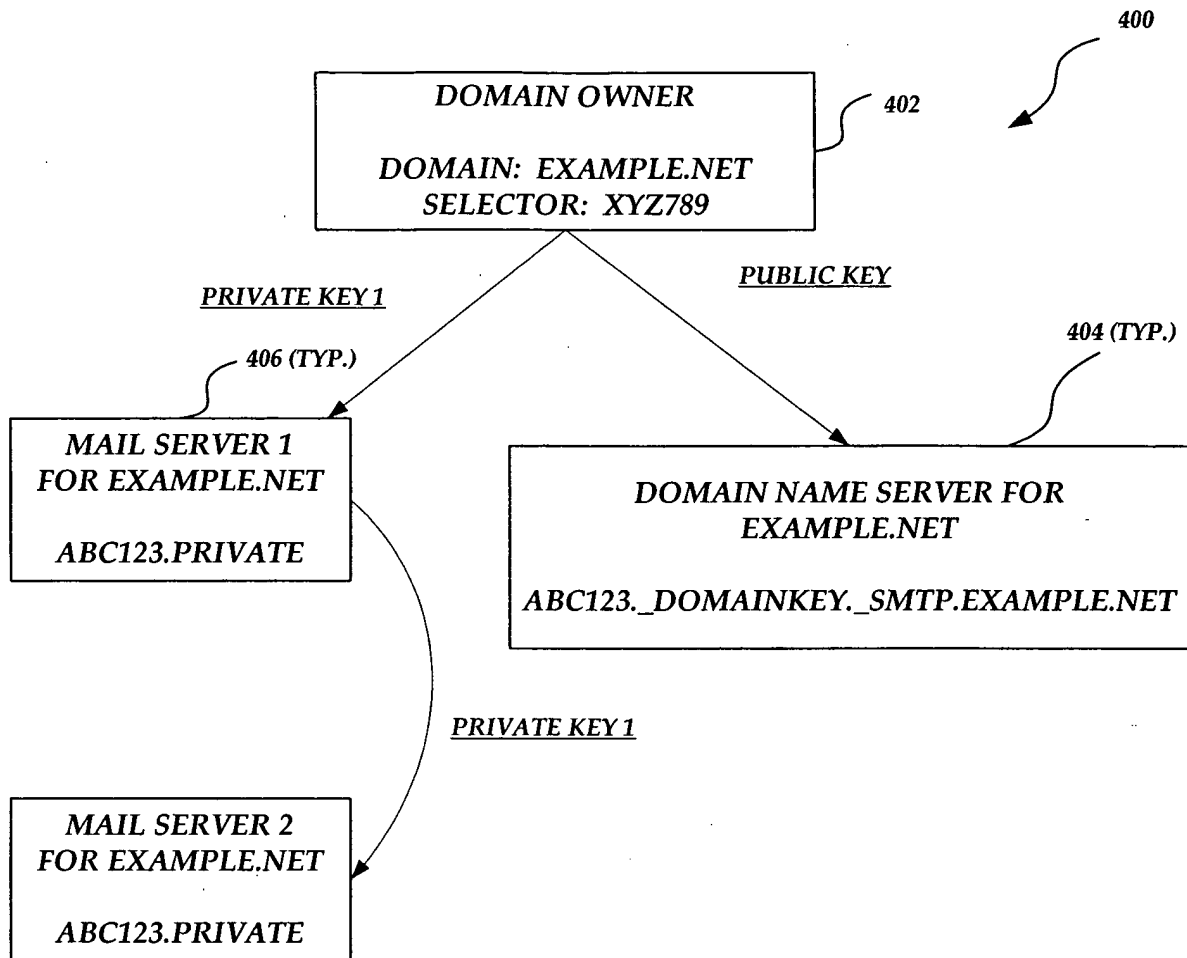 400
DOMAIN OWNER
402
DOMAIN: EXAMPLE.NET
SELECTOR: XYZ789
PUBLIC KEY
PRIVATE KEY 1
404 (TYP.)
406 (TYP.)
MAIL SERVER 1
FOR EXAMPLE.NET
ABC123.PRIVATE
DOMAIN NAME SERVER FOR
EXAMPLE.NET
ABC123._DOMAINKEY._SMTP.EXAMPLE.NET
PRIVATE KEY 1
MAIL SERVER 2
FOR EXAMPLE.NET
ABC123.PRIVATE